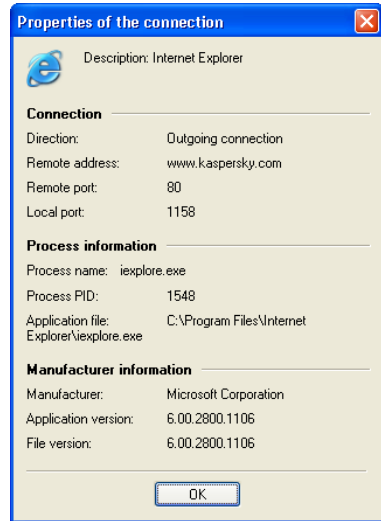 Properties of the connection
Description: Internet Explorer
Connection
Direction: Outgoing connection
Remote address: www.kaspersky.com
Remote port: 80
Local port: 1158
Process information
Process name: iexplore.exe
Process PID: 1548
Application file: C:\Program Files\Internet
Explorer\iexplore.exe
Manufacturer information
Manufacturer: Microsoft Corporation
Application version: 6.00.2800.1106
File version: 6.00.2800.1106
OK